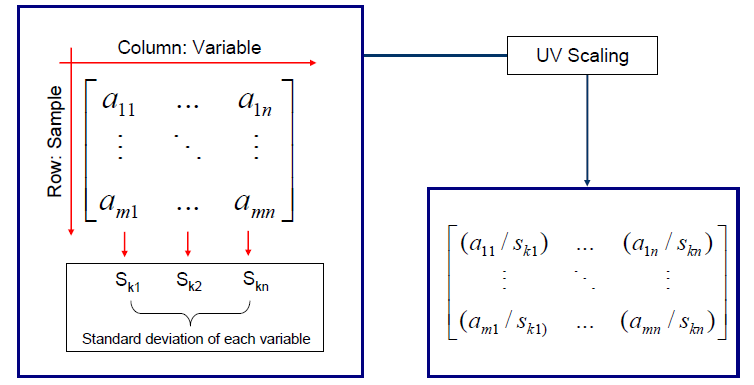 Column: Variable
Row: Sample
a11 ... a1n
⋮ ⋱ ⋮
am1 ... amn
Sk1 Sk2 Skn
Standard deviation of each variable
UV Scaling
(a11 / sk1) ... (a1n / skn)
⋮ ⋱ ⋮
(am1 / sk1) ... (amn / skn)